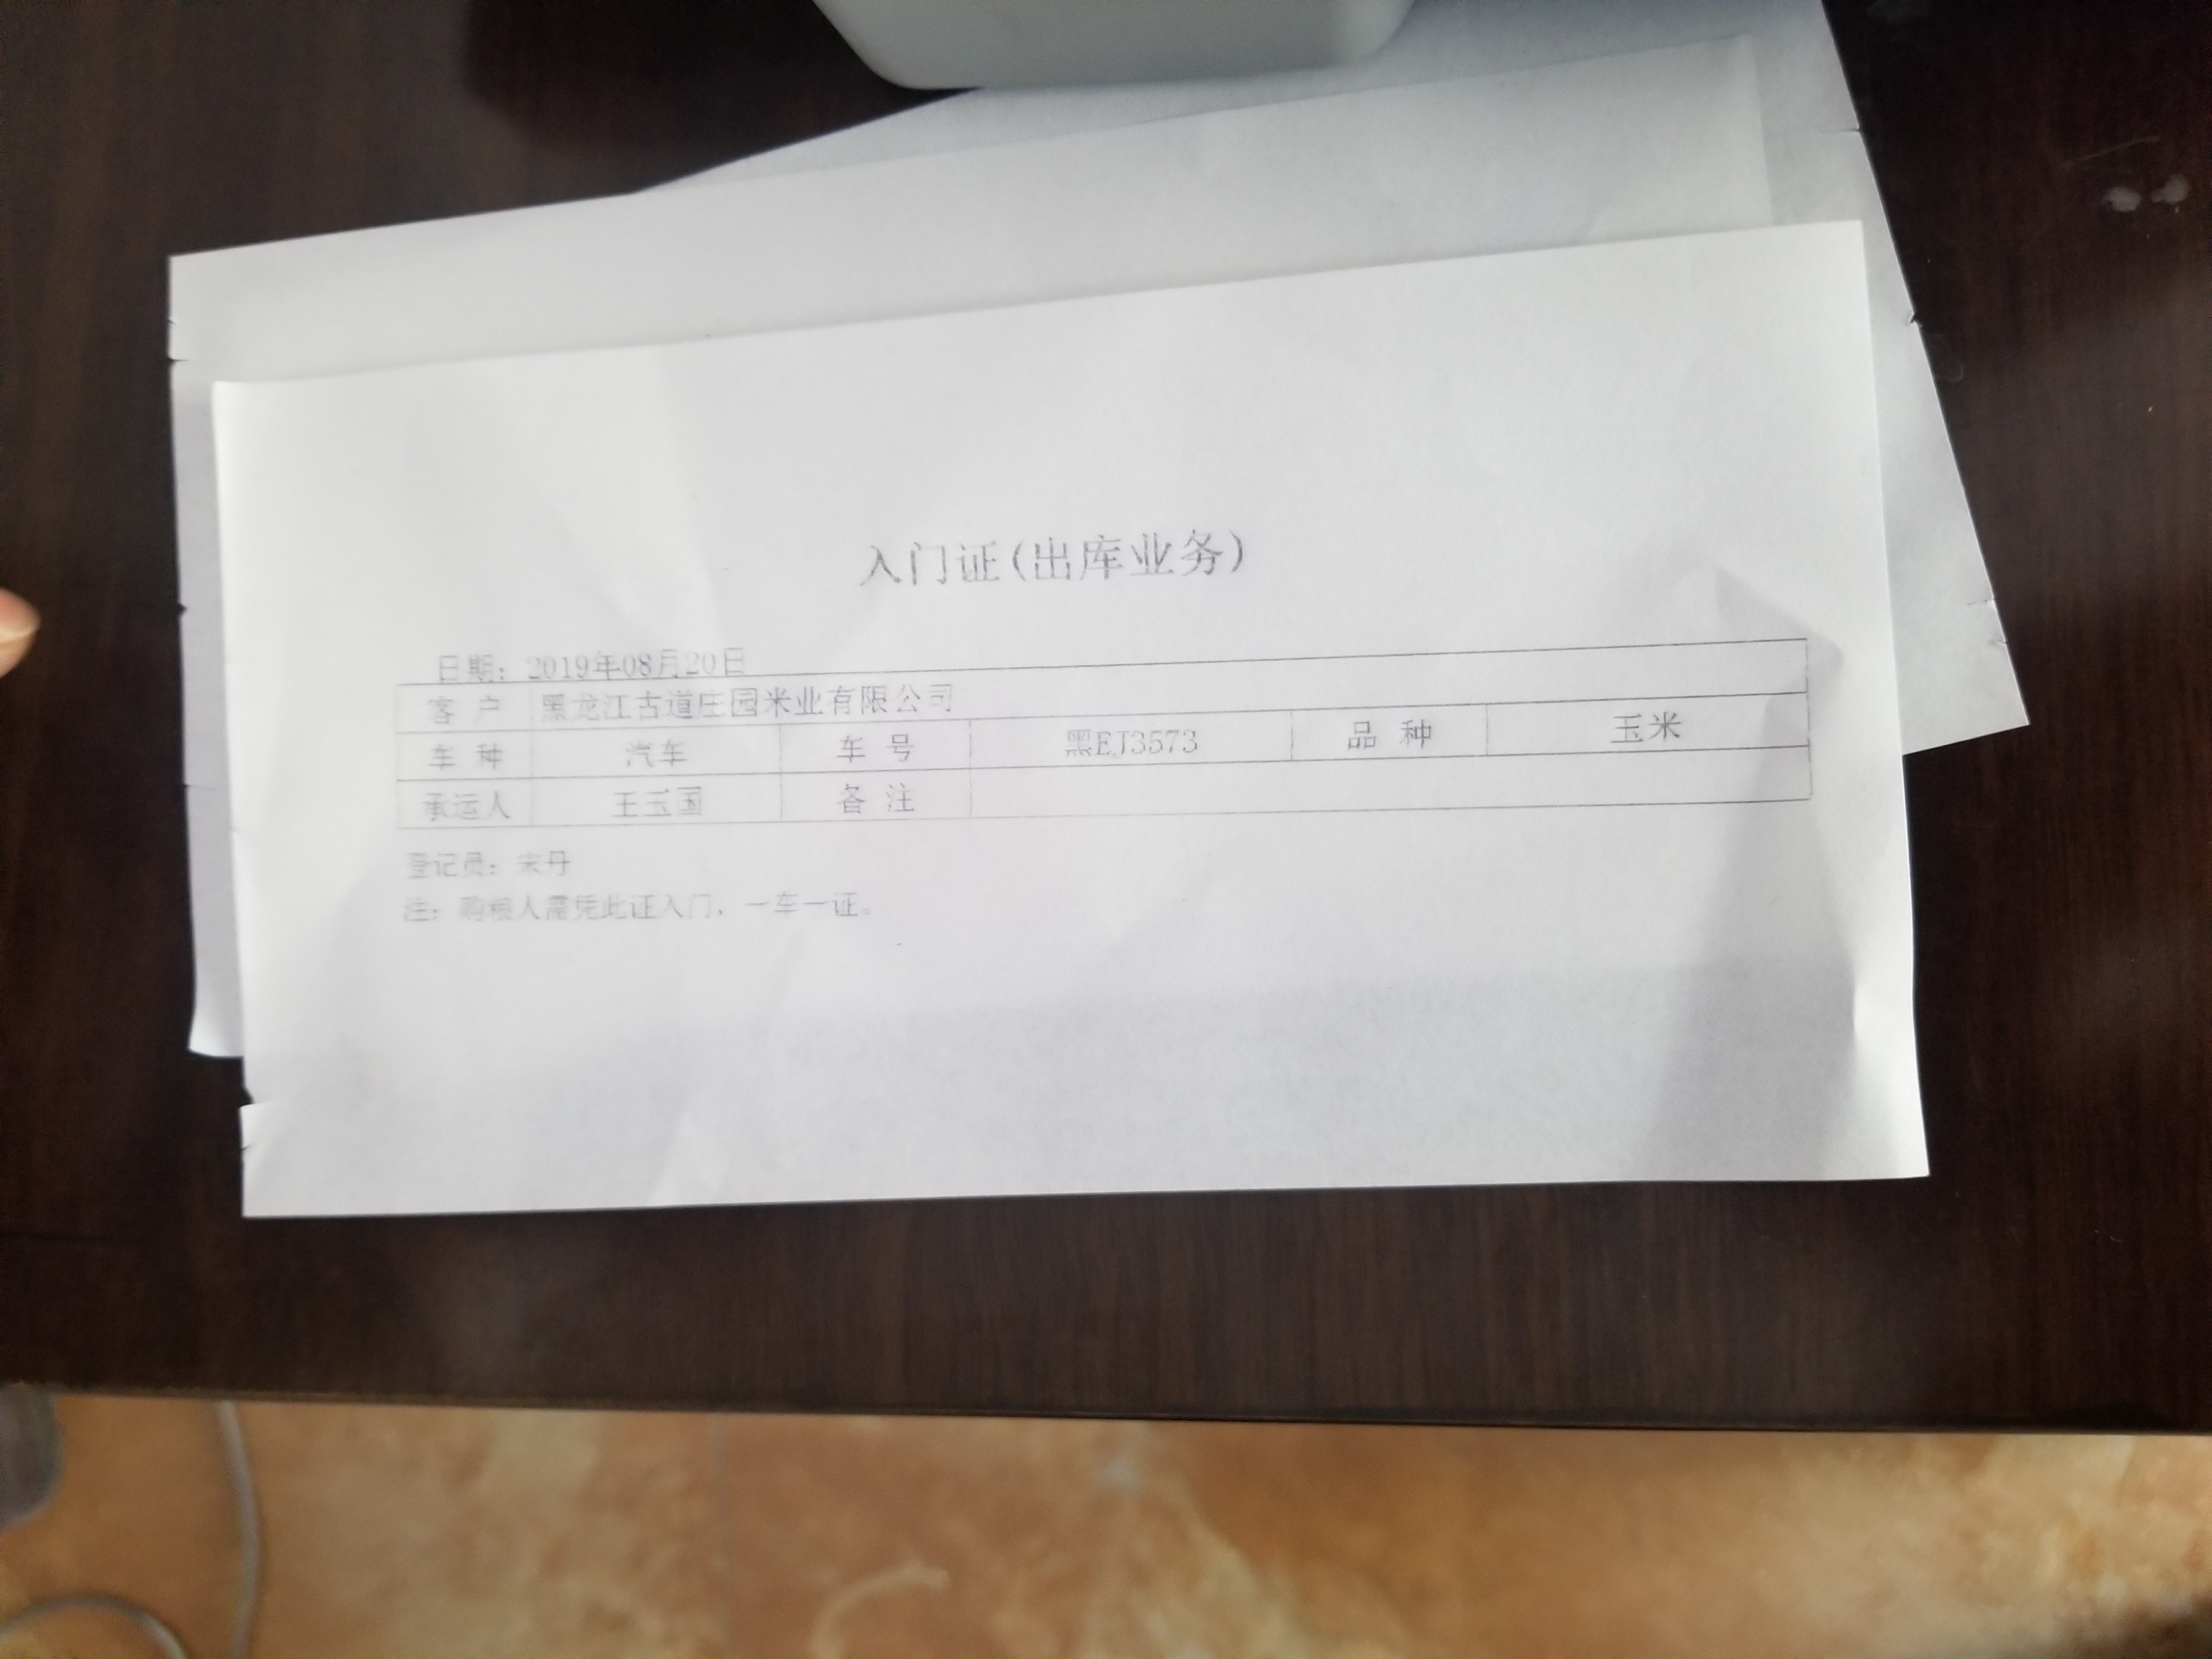 入门证(出库业务)
日期: 2019年08月20日
客 户 黑龙江古道庄园米业有限公司
车 种 汽车 车 号 黑EJ3573 品 种 玉米
承运人 王玉国 备 注
登记员: 宋丹
注: 人需凭此证入门, 一车一证。